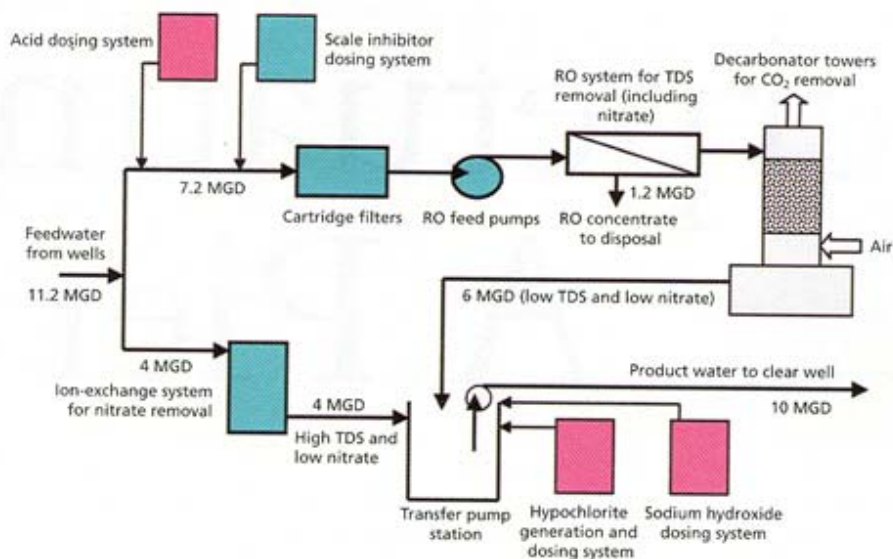 Acid dosing system
Scale inhibitor
dosing system
RO system for TDS
removal (including
nitrate)
Decarbonator towers
for CO₂ removal
7.2 MGD
Cartridge filters
RO feed pumps
1.2 MGD
RO concentrate
to disposal
Air
Feedwater
from wells
11.2 MGD
6 MGD (low TDS and low nitrate)
4 MGD
Ion-exchange system
for nitrate removal
4 MGD
High TDS and
low nitrate
Product water to clear well
10 MGD
Transfer pump
station
Hypochlorite
generation and
dosing system
Sodium hydroxide
dosing system